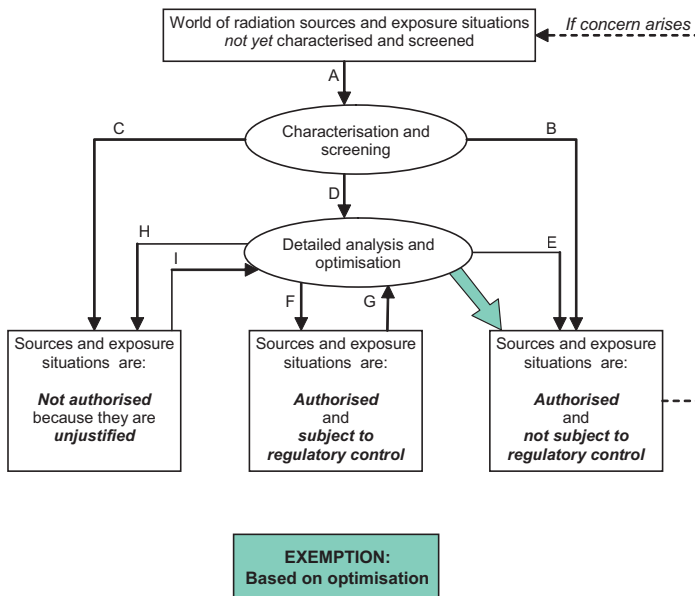 World of radiation sources and exposure situations
not yet characterised and screened
If concern arises
A
C
Characterisation and
screening
B
D
H
I
Detailed analysis and
optimisation
E
F
G
Sources and exposure
situations are:
Not authorised
because they are
unjustified
Sources and exposure
situations are:
Authorised
and
subject to
regulatory control
Sources and exposure
situations are:
Authorised
and
not subject to
regulatory control
EXEMPTION:
Based on optimisation